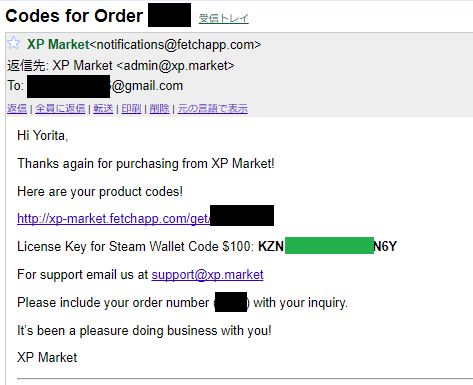 Codes for Order 受信トレイ
XP Market<notifications@fetchapp.com>
返信先: XP Market <admin@xp.market>
To: 6@gmail.com
返信 | 全員に返信 | 転送 | 印刷 | 削除 | 元の言語で表示
Hi Yorita,
Thanks again for purchasing from XP Market!
Here are your product codes!
http://xp-market.fetchapp.com/get/
License Key for Steam Wallet Code $100: KZN N6Y
For support email us at support@xp.market
Please include your order number ( ) with your inquiry.
It's been a pleasure doing business with you!
XP Market